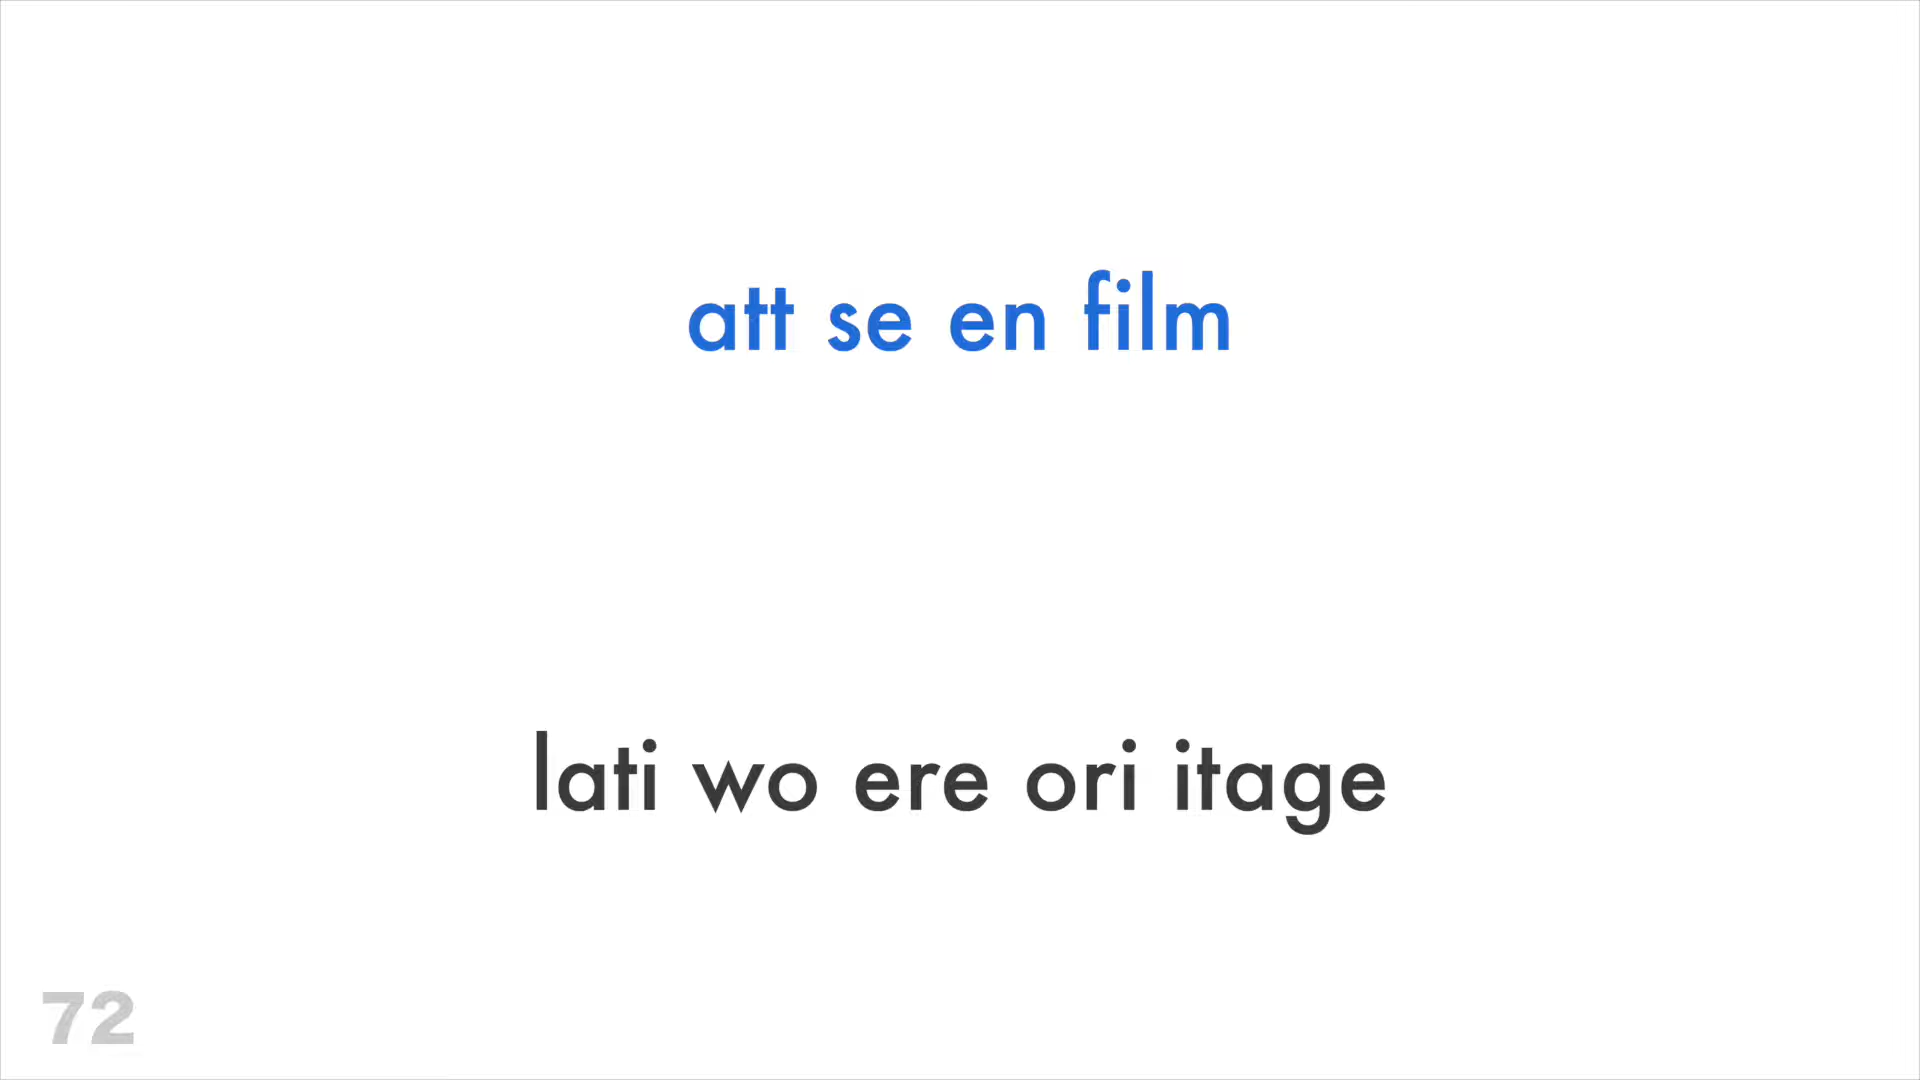 att se en film
lati wo ere ori itage
72